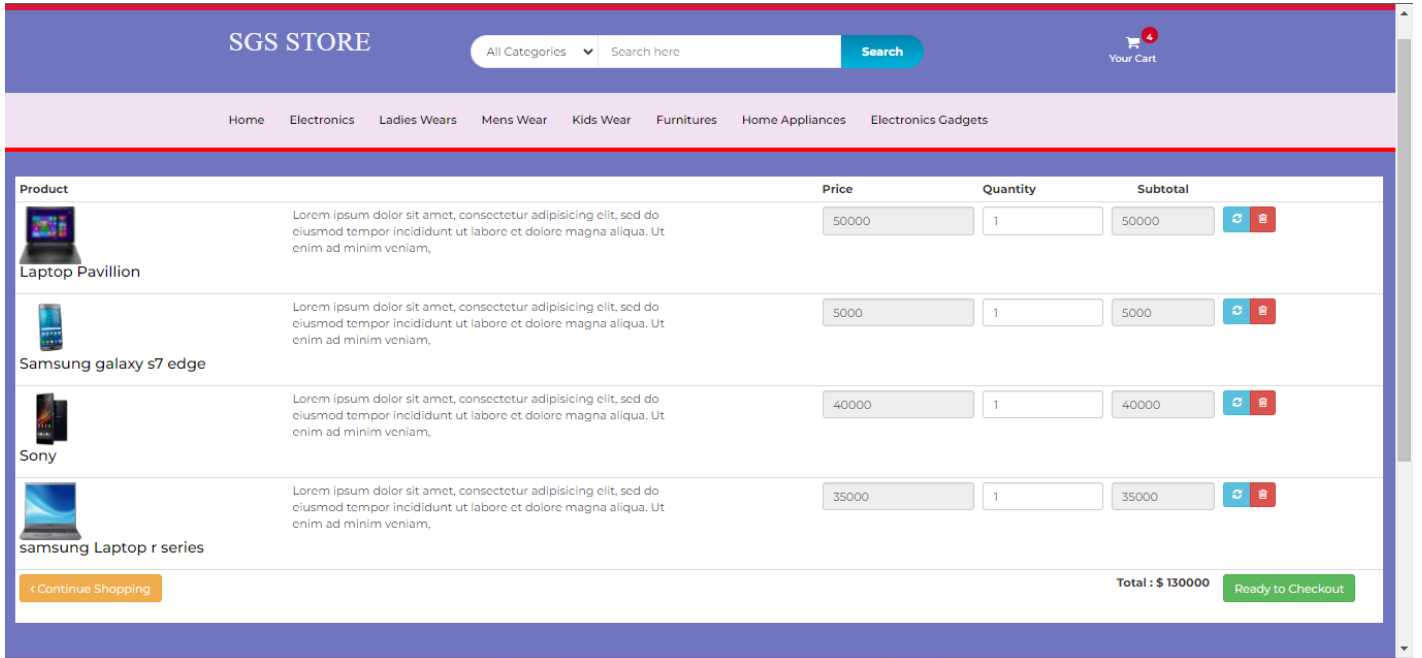 SGS STORE
All Categories
Search here
Search
4
Your Cart
Home Electronics Ladies Wears Mens Wear Kids Wear Furnitures Home Appliances Electronics Gadgets
Product Price Quantity Subtotal
Lorem ipsum dolor sit amet, consectetur adipisicing elit, sed do
eiusmod tempor incididunt ut labore et dolore magna aliqua. Ut
enim ad minim veniam,
50000 1 50000
Laptop Pavillion
Lorem ipsum dolor sit amet, consectetur adipisicing elit, sed do
eiusmod tempor incididunt ut labore et dolore magna aliqua. Ut
enim ad minim veniam,
5000 1 5000
Samsung galaxy s7 edge
Lorem ipsum dolor sit amet, consectetur adipisicing elit, sed do
eiusmod tempor incididunt ut labore et dolore magna aliqua. Ut
enim ad minim veniam,
40000 1 40000
Sony
Lorem ipsum dolor sit amet, consectetur adipisicing elit, sed do
eiusmod tempor incididunt ut labore et dolore magna aliqua. Ut
enim ad minim veniam,
35000 1 35000
samsung Laptop r series
‹ Continue Shopping Total : $ 130000 Ready to Checkout